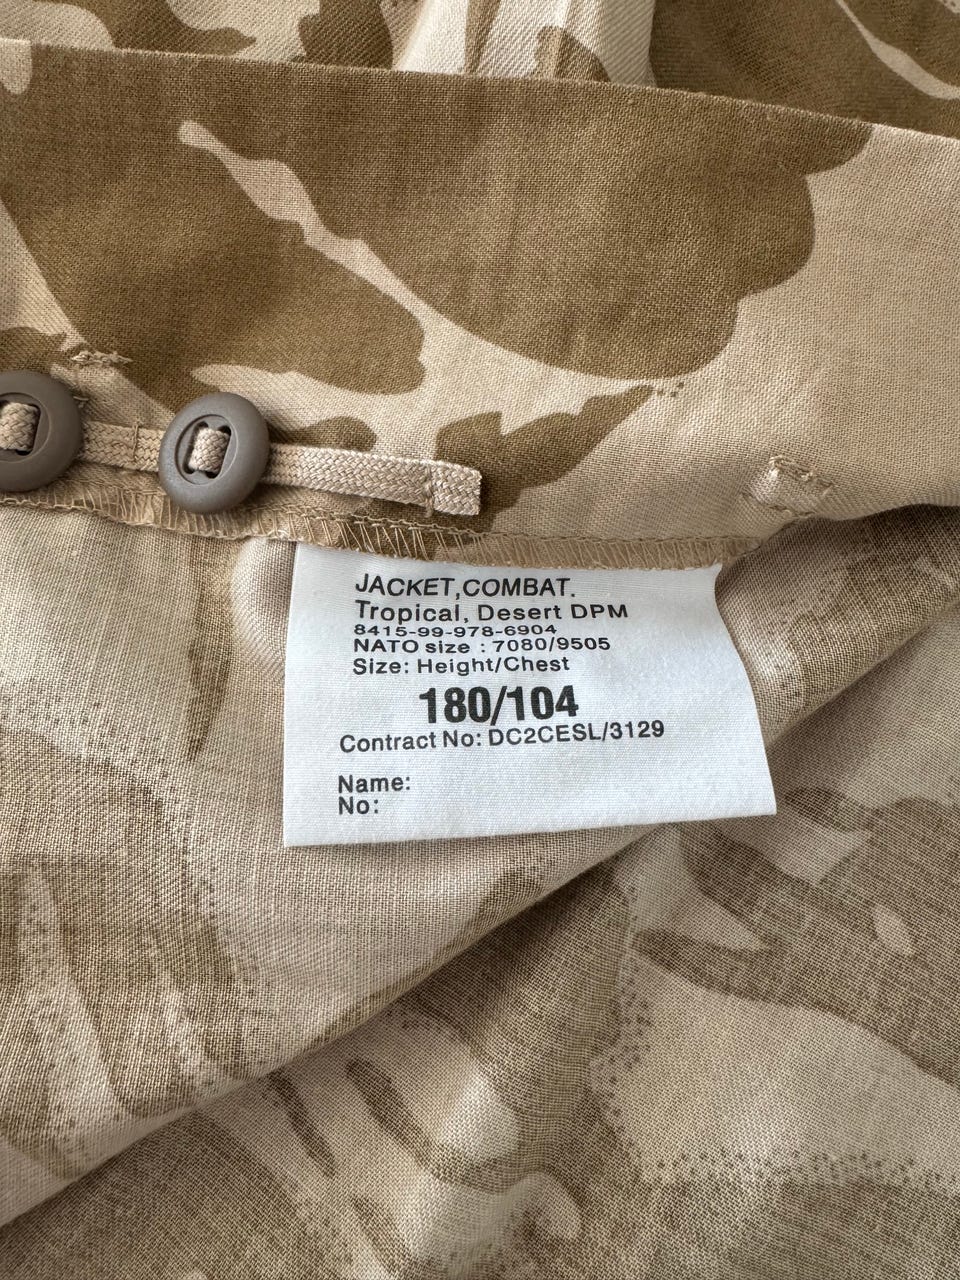 JACKET,COMBAT.
Tropical, Desert DPM
8415-99-978-6904
NATO size : 7080/9505
Size: Height/Chest
180/104
Contract No: DC2CESL/3129
Name:
No: